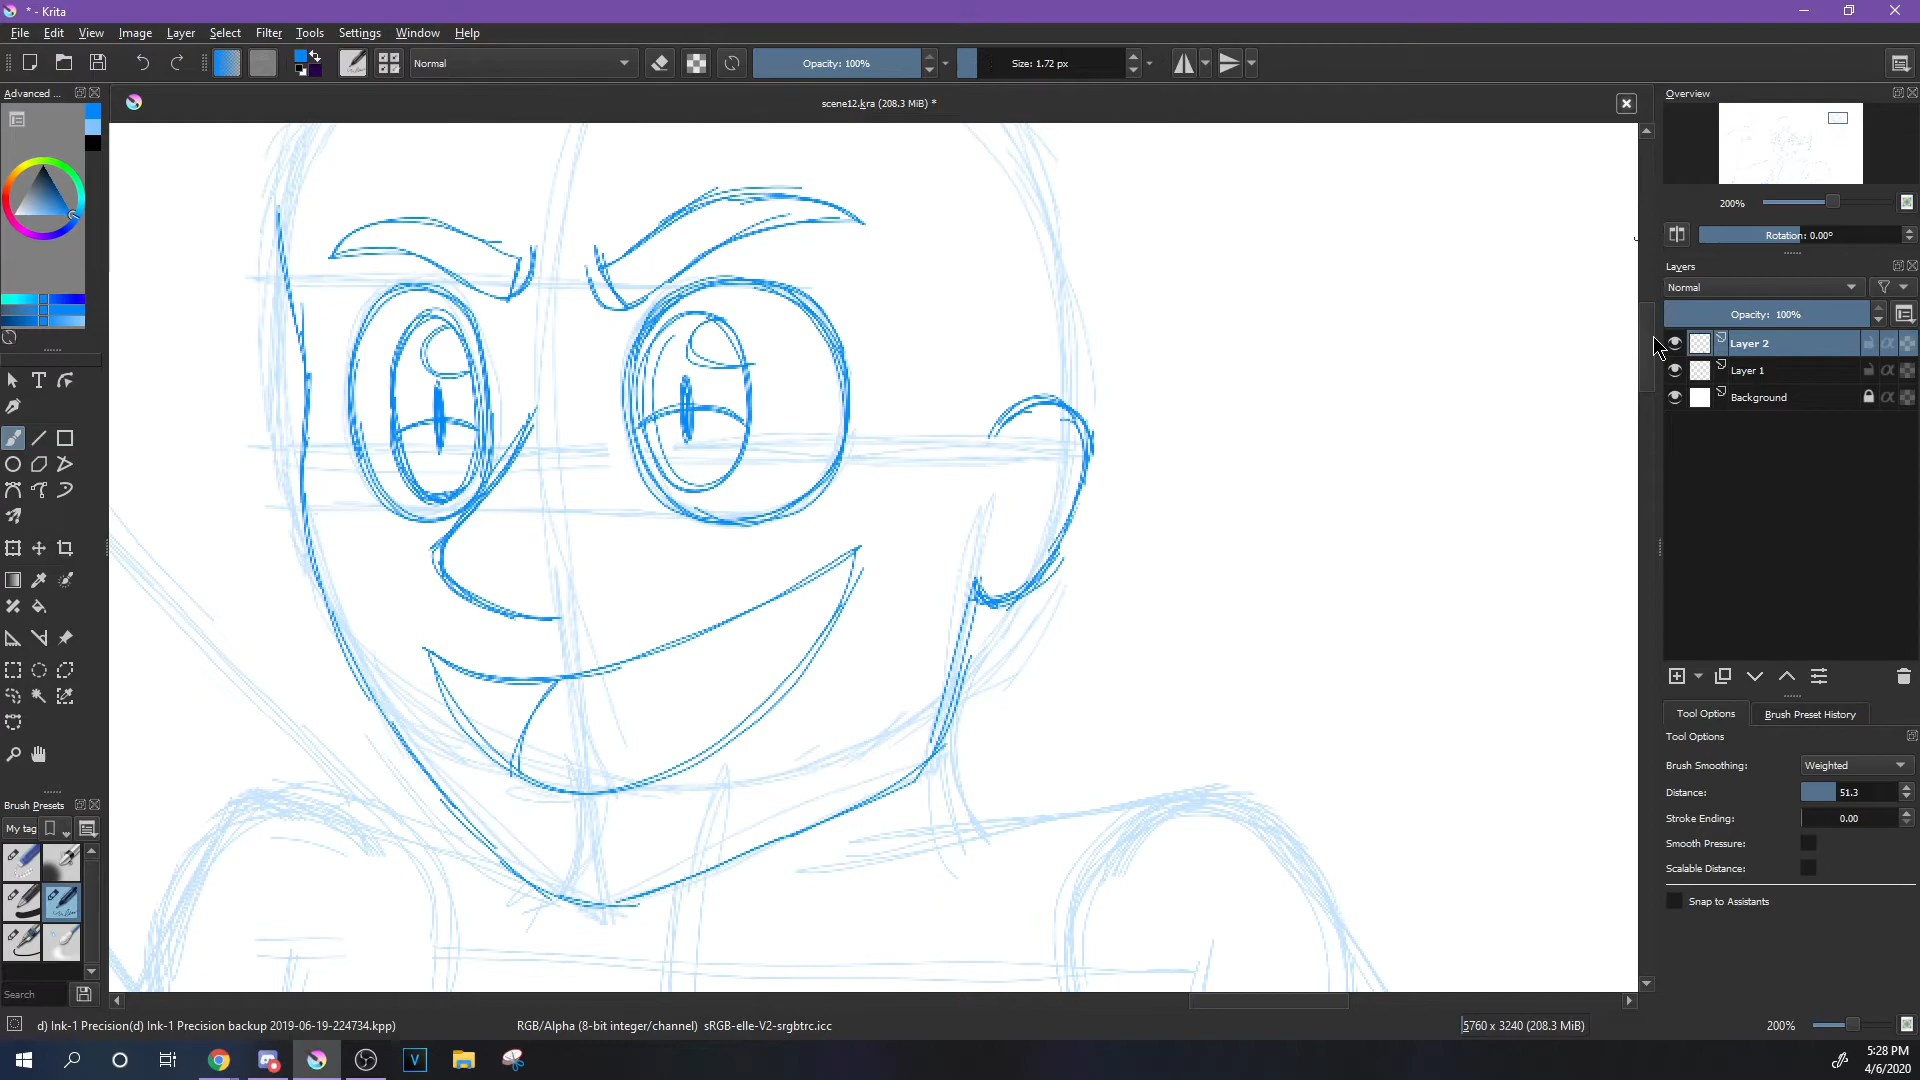 * - Krita
File Edit View Image Layer Select Filter Tools Settings Window Help
Normal Opacity: 100% Size: 1.72 px
Advanced ...
scene12.kra (208.3 MiB) *
Overview
200%
Rotation: 0.00°
Layers
Normal
Opacity: 100%
Layer 2
Layer 1
Background
Tool Options Brush Preset History
Tool Options
Brush Smoothing: Weighted
Distance: 51.3
Stroke Ending: 0.00
Smooth Pressure:
Scalable Distance:
Snap to Assistants
Brush Presets
My tag
Search
d) Ink-1 Precision(d) Ink-1 Precision backup 2019-06-19-224734.kpp)
RGB/Alpha (8-bit integer/channel) sRGB-elle-V2-srgbtrc.icc
5760 x 3240 (208.3 MiB)
200%
5:28 PM
4/6/2020